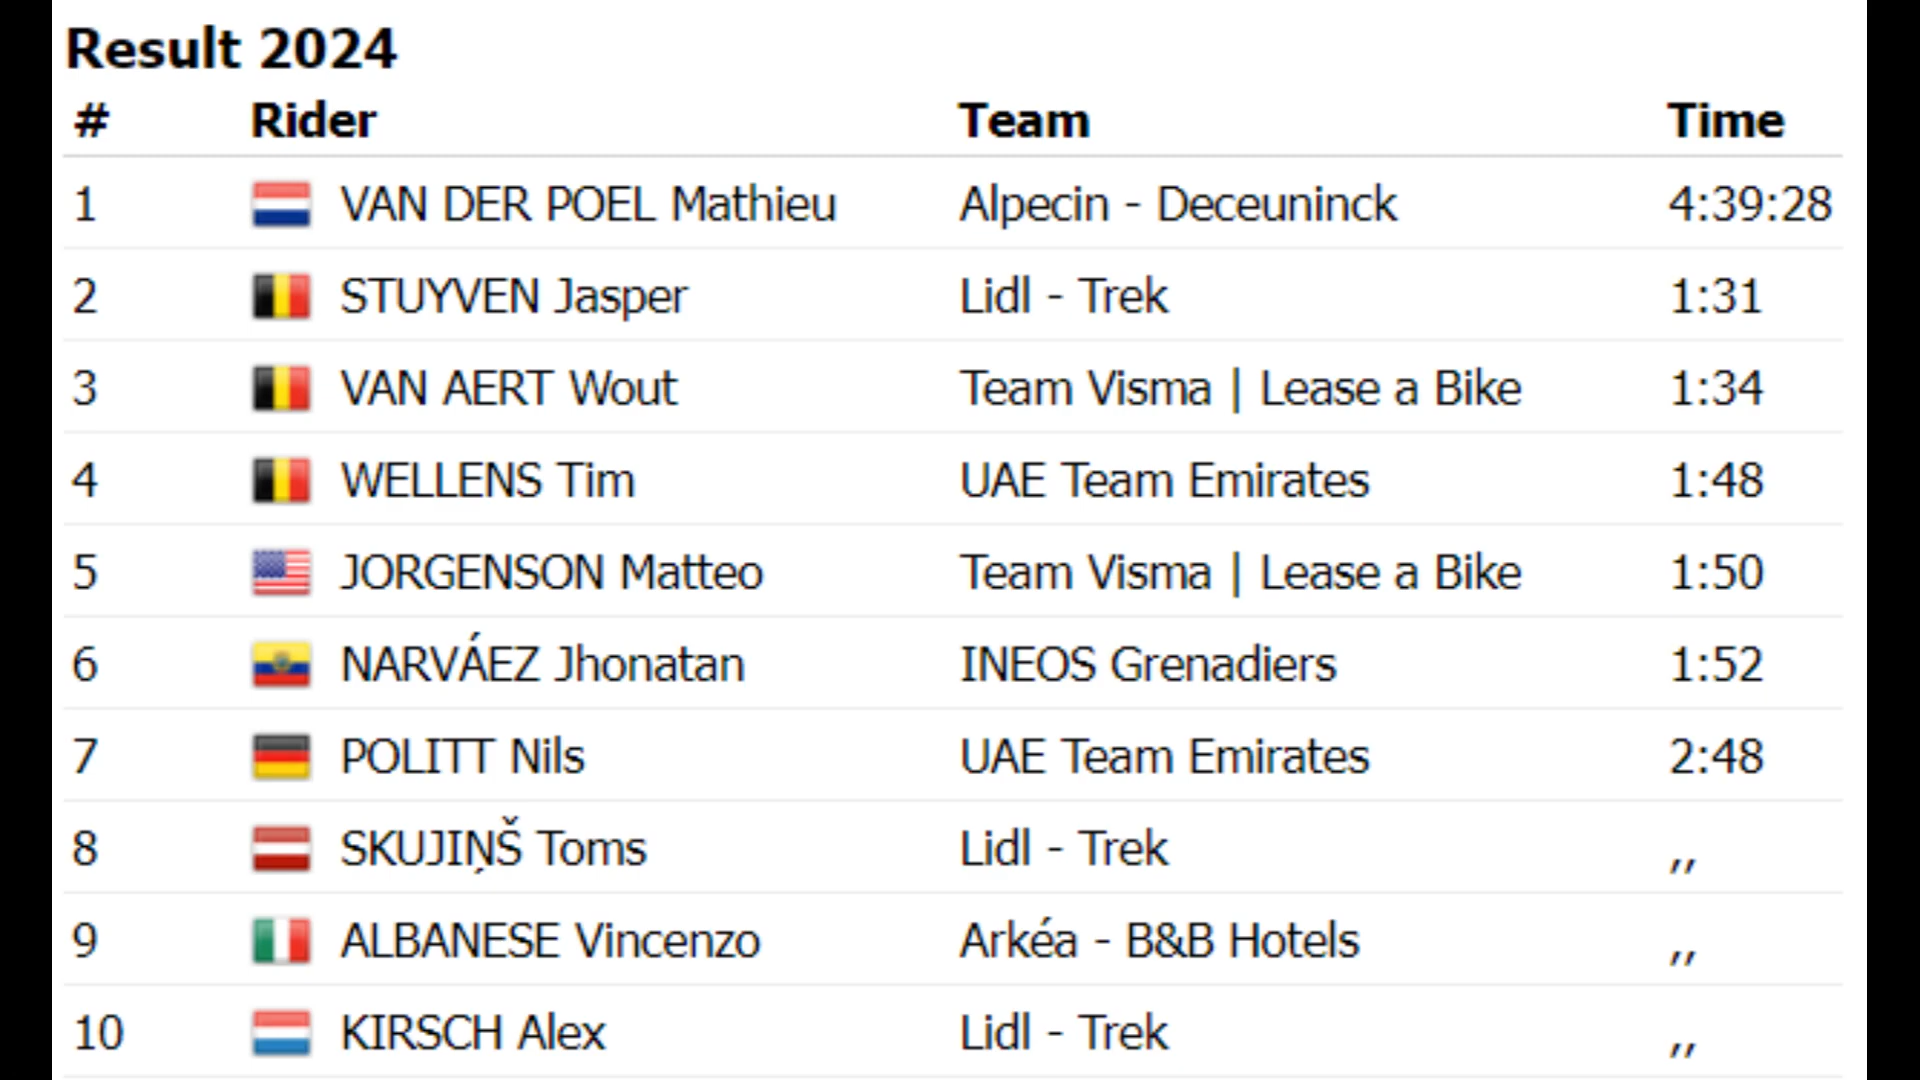 Result 2024
# Rider Team Time
1 VAN DER POEL Mathieu Alpecin - Deceuninck 4:39:28
2 STUYVEN Jasper Lidl - Trek 1:31
3 VAN AERT Wout Team Visma | Lease a Bike 1:34
4 WELLENS Tim UAE Team Emirates 1:48
5 JORGENSON Matteo Team Visma | Lease a Bike 1:50
6 NARVÁEZ Jhonatan INEOS Grenadiers 1:52
7 POLITT Nils UAE Team Emirates 2:48
8 SKUJIŅŠ Toms Lidl - Trek ,,
9 ALBANESE Vincenzo Arkéa - B&B Hotels ,,
10 KIRSCH Alex Lidl - Trek ,,